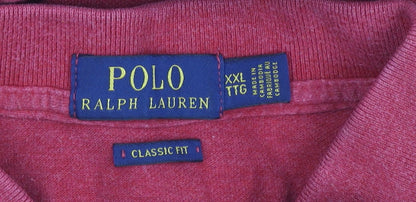 POLO
RALPH LAUREN
XXL
TTG
MADE IN
CAMBODIA
FABRIQUÉ AU
CAMBODGE
CLASSIC FIT